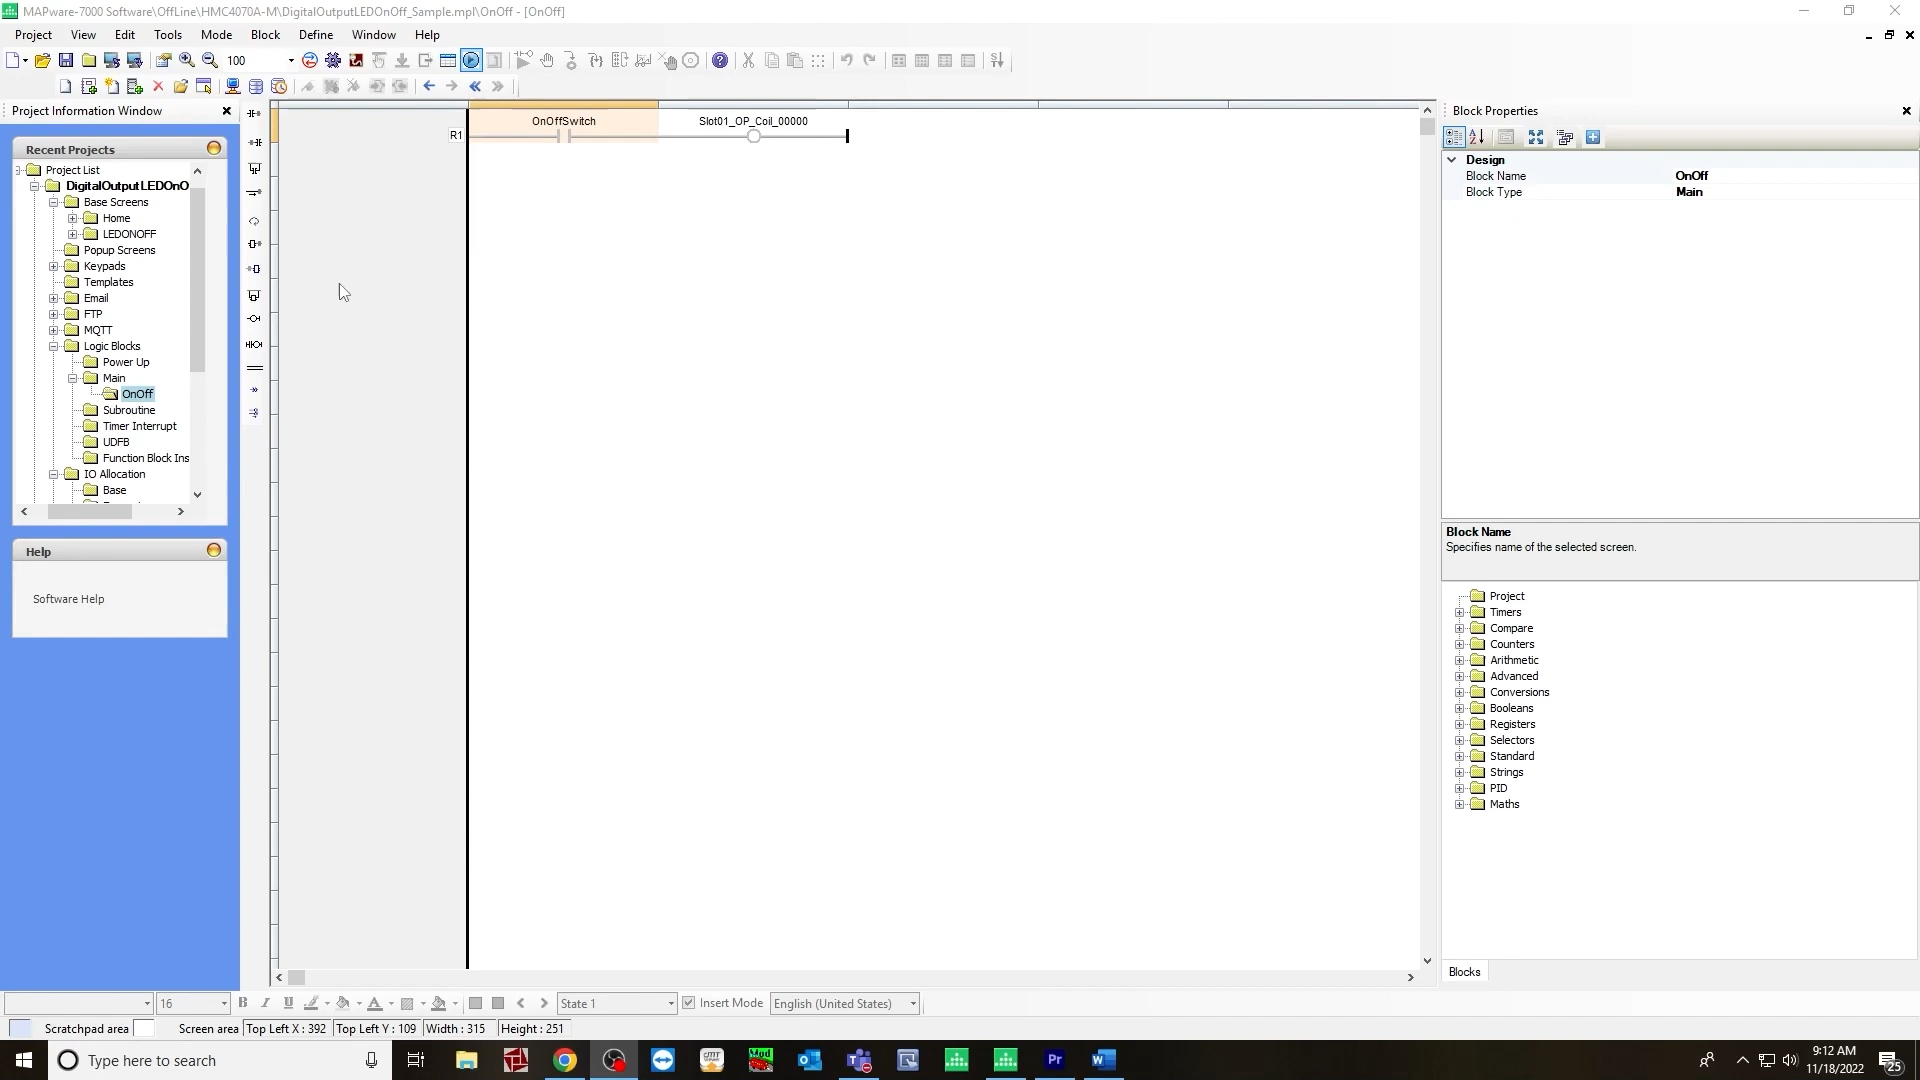 MAPware-7000 Software\OffLine\HMC4070A-M\DigitalOutputLEDOnOff_Sample.mpl\OnOff - [OnOff]
Project View Edit Tools Mode Block Define Window Help
100
Project Information Window
Recent Projects
Project List
DigitalOutputLEDOnO
Base Screens
Home
LEDONOFF
Popup Screens
Keypads
Templates
Email
FTP
MQTT
Logic Blocks
Power Up
Main
OnOff
Subroutine
Timer Interrupt
UDFB
Function Block Ins
IO Allocation
Base
Help
Software Help
OnOffSwitch Slot01_OP_Coil_00000
R1
Block Properties
Design
Block Name OnOff
Block Type Main
Block Name
Specifies name of the selected screen.
Project
Timers
Compare
Counters
Arithmetic
Advanced
Conversions
Booleans
Registers
Selectors
Standard
Strings
PID
Maths
Blocks
16 B I U A State 1 Insert Mode English (United States)
Scratchpad area Screen area Top Left X : 392 Top Left Y : 109 Width : 315 Height : 251
Type here to search
9:12 AM
11/18/2022
25